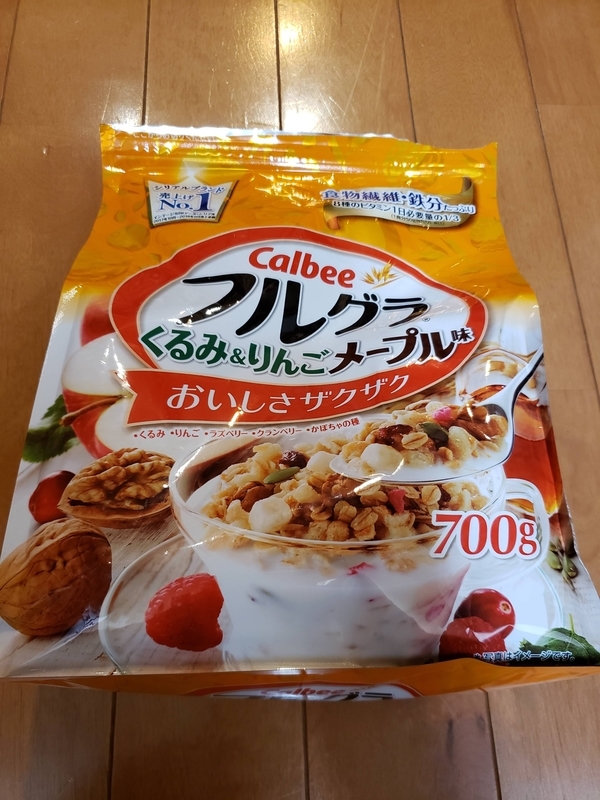 シリアルブランド
売上げ
No.1
食物繊維・鉄分たっぷり
8種のビタミン1日必要量の1/3
Calbee
フルグラ®
くるみ&りんごメープル味
おいしさザクザク
•くるみ •りんご •ラズベリー •クランベリー •かぼちゃの種
700g
写真はイメージです。
Calbee